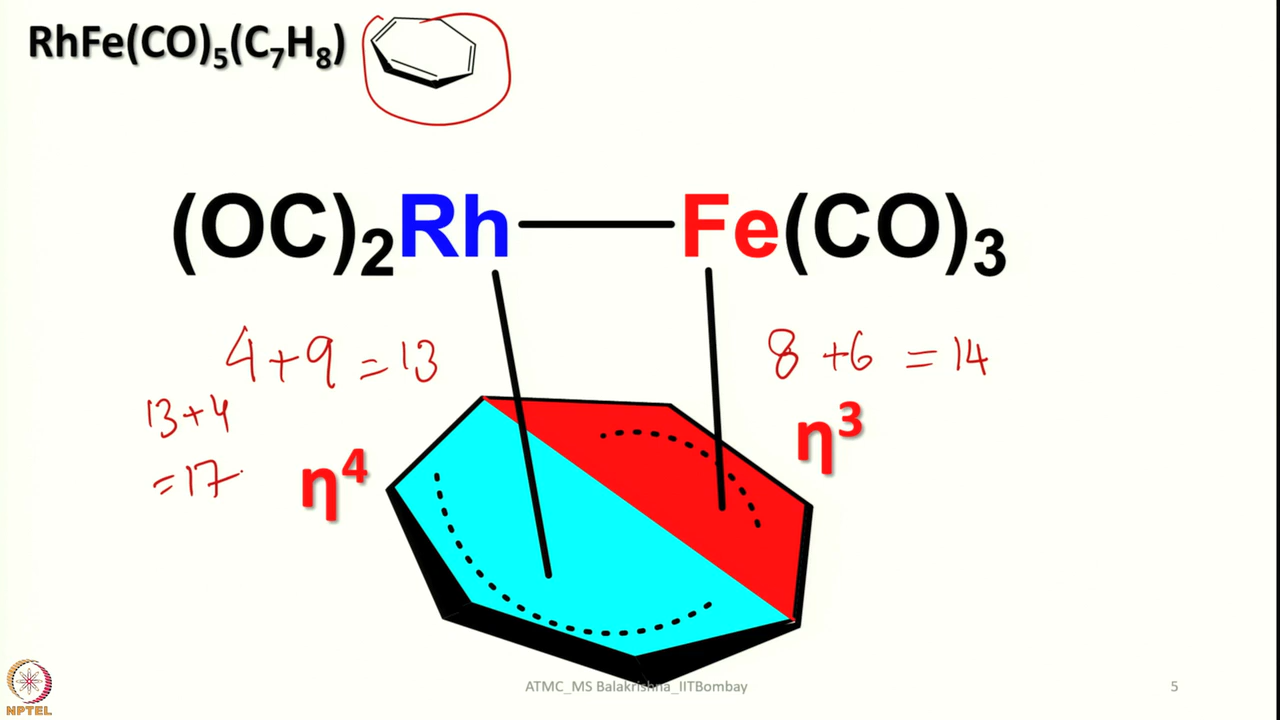 RhFe(CO)₅(C₇H₈)
(OC)₂Rh — Fe(CO)₃
4+9 = 13
8 +6 = 14
13+4
= 17
η⁴
η³
ATMC_MS Balakrishna_IITBombay
5
NPTEL